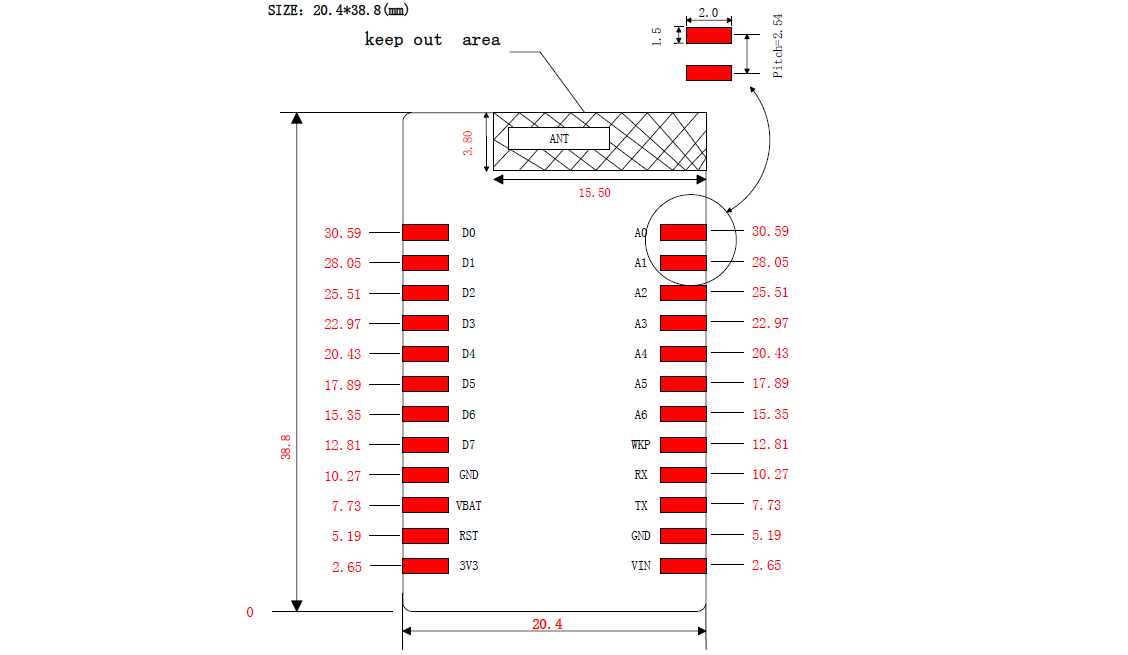 SIZE: 20.4*38.8(mm)
2.0
keep out area
1.5
Pitch=2.54
ANT
3.80
15.50
30.59 D0 A0 30.59
28.05 D1 A1 28.05
25.51 D2 A2 25.51
22.97 D3 A3 22.97
20.43 D4 A4 20.43
17.89 D5 A5 17.89
15.35 D6 A6 15.35
12.81 D7 WKP 12.81
38.8
10.27 GND RX 10.27
7.73 VBAT TX 7.73
5.19 RST GND 5.19
2.65 3V3 VIN 2.65
0
20.4